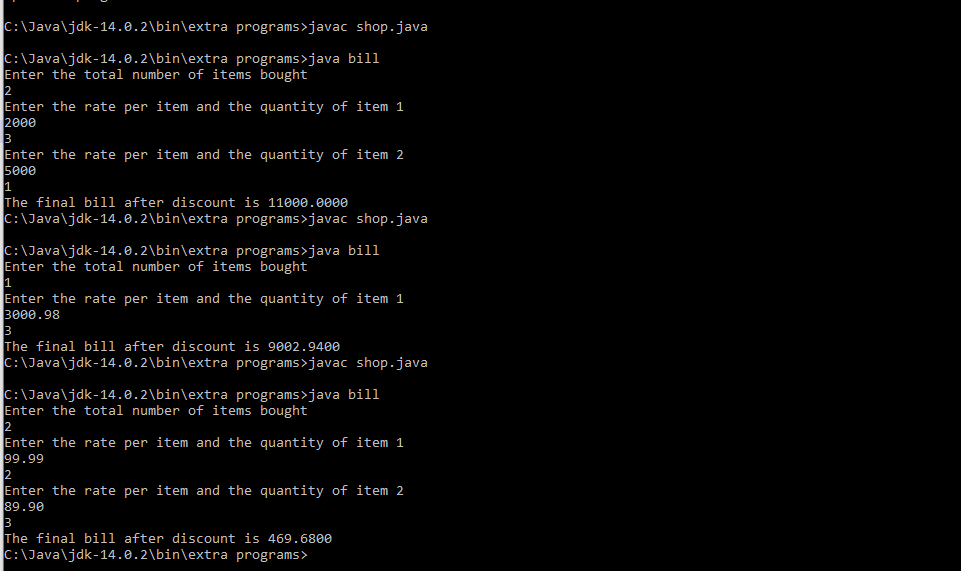 C:\Java\jdk-14.0.2\bin\extra programs>javac shop.java
C:\Java\jdk-14.0.2\bin\extra programs>java bill
Enter the total number of items bought
2
Enter the rate per item and the quantity of item 1
2000
3
Enter the rate per item and the quantity of item 2
5000
1
The final bill after discount is 11000.0000
C:\Java\jdk-14.0.2\bin\extra programs>javac shop.java
C:\Java\jdk-14.0.2\bin\extra programs>java bill
Enter the total number of items bought
1
Enter the rate per item and the quantity of item 1
3000.98
3
The final bill after discount is 9002.9400
C:\Java\jdk-14.0.2\bin\extra programs>javac shop.java
C:\Java\jdk-14.0.2\bin\extra programs>java bill
Enter the total number of items bought
2
Enter the rate per item and the quantity of item 1
99.99
2
Enter the rate per item and the quantity of item 2
89.90
3
The final bill after discount is 469.6800
C:\Java\jdk-14.0.2\bin\extra programs>